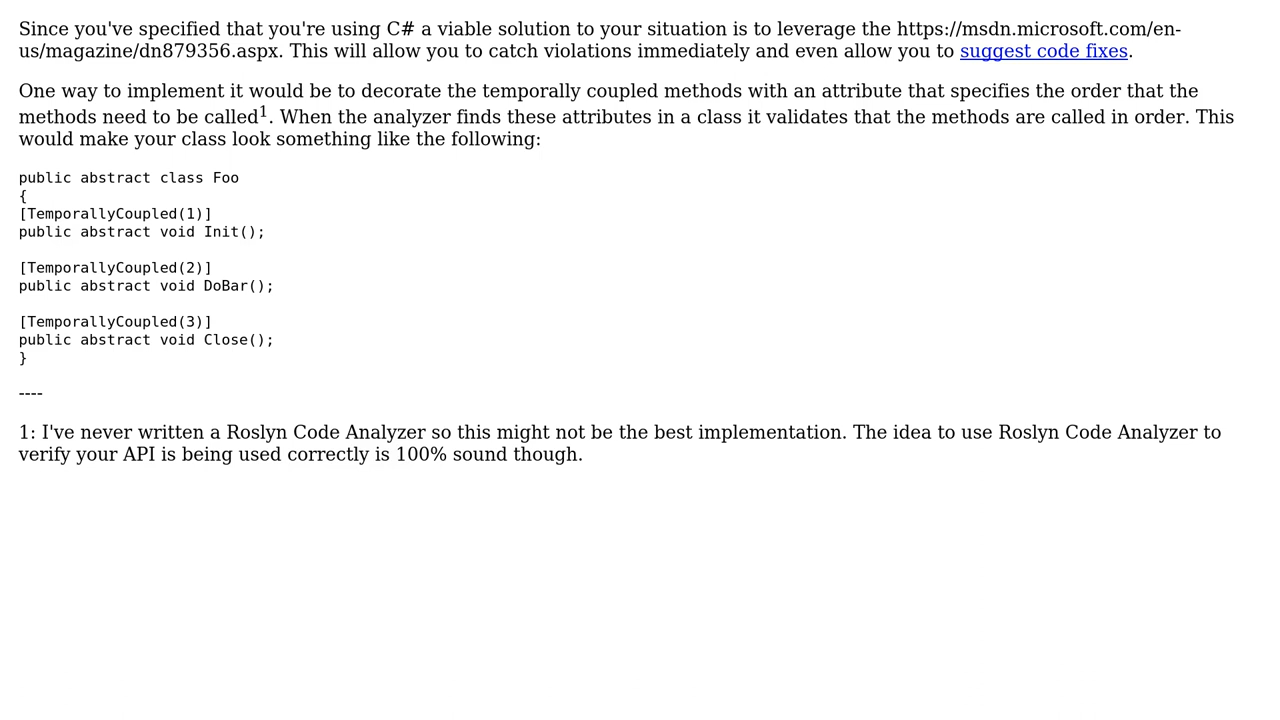 Since you've specified that you're using C# a viable solution to your situation is to leverage the https://msdn.microsoft.com/en-
us/magazine/dn879356.aspx. This will allow you to catch violations immediately and even allow you to suggest code fixes.
One way to implement it would be to decorate the temporally coupled methods with an attribute that specifies the order that the
methods need to be called1. When the analyzer finds these attributes in a class it validates that the methods are called in order. This
would make your class look something like the following:
public abstract class Foo
{
[TemporallyCoupled(1)]
public abstract void Init();
[TemporallyCoupled(2)]
public abstract void DoBar();
[TemporallyCoupled(3)]
public abstract void Close();
}
----
1: I've never written a Roslyn Code Analyzer so this might not be the best implementation. The idea to use Roslyn Code Analyzer to
verify your API is being used correctly is 100% sound though.